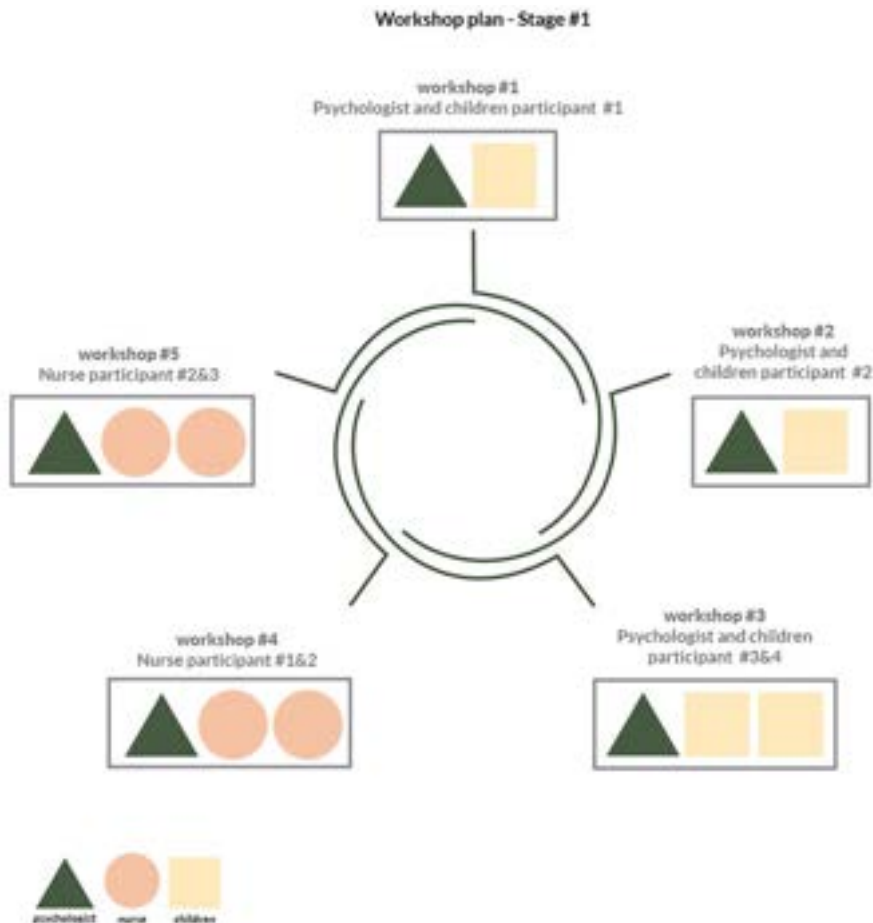 Workshop plan - Stage #1
workshop #1
Psychologist and children participant #1
workshop #2
Psychologist and
children participant #2
workshop #3
Psychologist and children
participant #3&4
workshop #4
Nurse participant #1&2
workshop #5
Nurse participant #2&3
psychologist nurse children